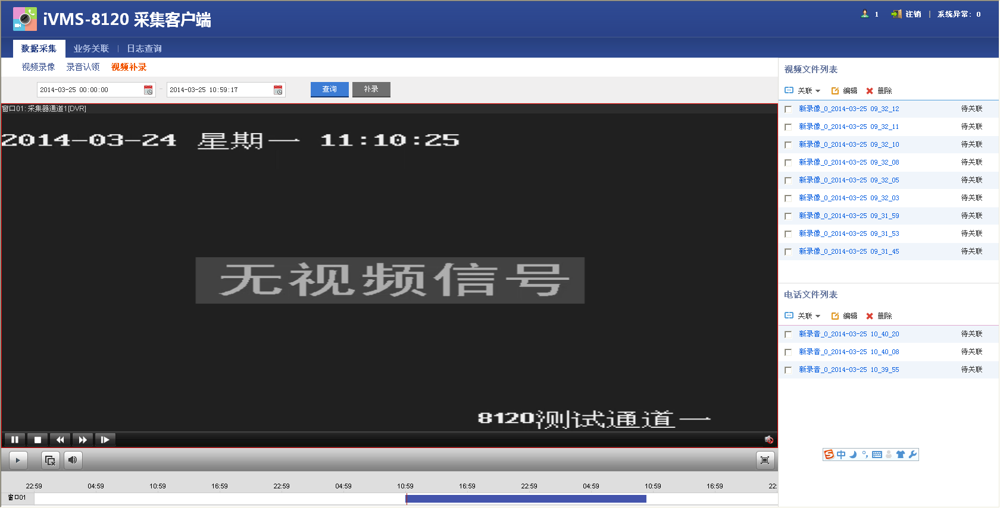 iVMS-8120 采集客户端
1 注销 | 系统异常: 0
数据采集 业务关联 | 日志查询
视频录像 录音认领 视频补录
2014-03-25 00:00:00 - 2014-03-25 10:59:17 查询 补录
窗口01: 采集器通道1[DVR]
2014-03-24 星期一 11:10:25
无视频信号
8120测试通道一
22:59 04:59 10:59 16:59 22:59 04:59 10:59 16:59 22:59 04:59 10:59 16:59 22:
窗口01
视频文件列表
关联 编辑 删除
新录像_0_2014-03-25 09_32_12 待关联
新录像_0_2014-03-25 09_32_11 待关联
新录像_0_2014-03-25 09_32_10 待关联
新录像_0_2014-03-25 09_32_08 待关联
新录像_0_2014-03-25 09_32_05 待关联
新录像_0_2014-03-25 09_32_03 待关联
新录像_0_2014-03-25 09_31_59 待关联
新录像_0_2014-03-25 09_31_53 待关联
新录像_0_2014-03-25 09_31_45 待关联
电话文件列表
关联 编辑 删除
新录音_0_2014-03-25 10_40_20 待关联
新录音_0_2014-03-25 10_40_08 待关联
新录音_0_2014-03-25 10_39_55 待关联
S 中 °,